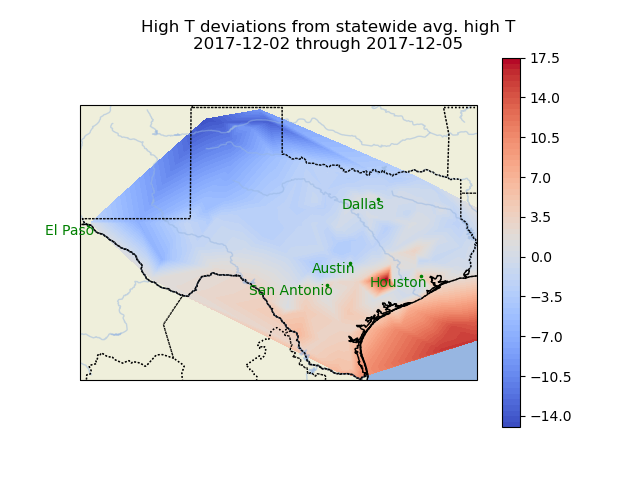 High T deviations from statewide avg. high T
2017-12-02 through 2017-12-05
17.5
14.0
10.5
7.0
3.5
0.0
−3.5
−7.0
−10.5
−14.0
Dallas
El Paso
Austin
Houston
San Antonio